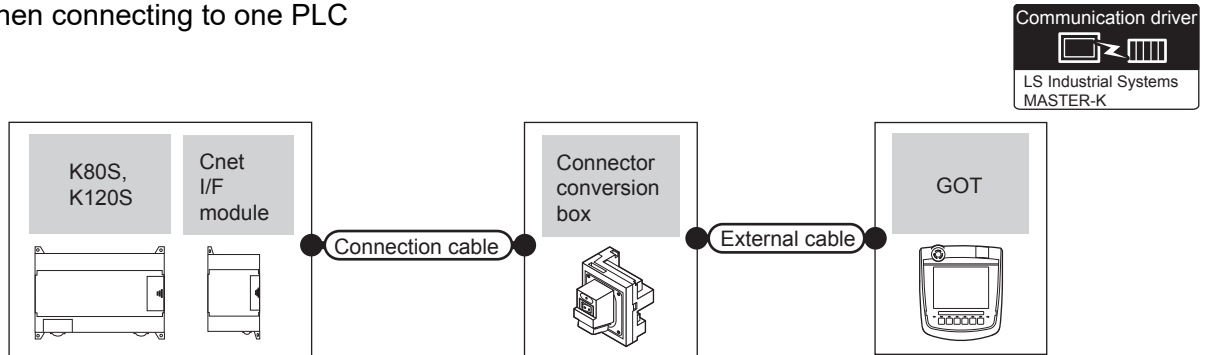 hen connecting to one PLC
Communication driver
LS Industrial Systems
MASTER-K
K80S,
K120S
Cnet
I/F
module
Connection cable
Connector
conversion
box
External cable
GOT